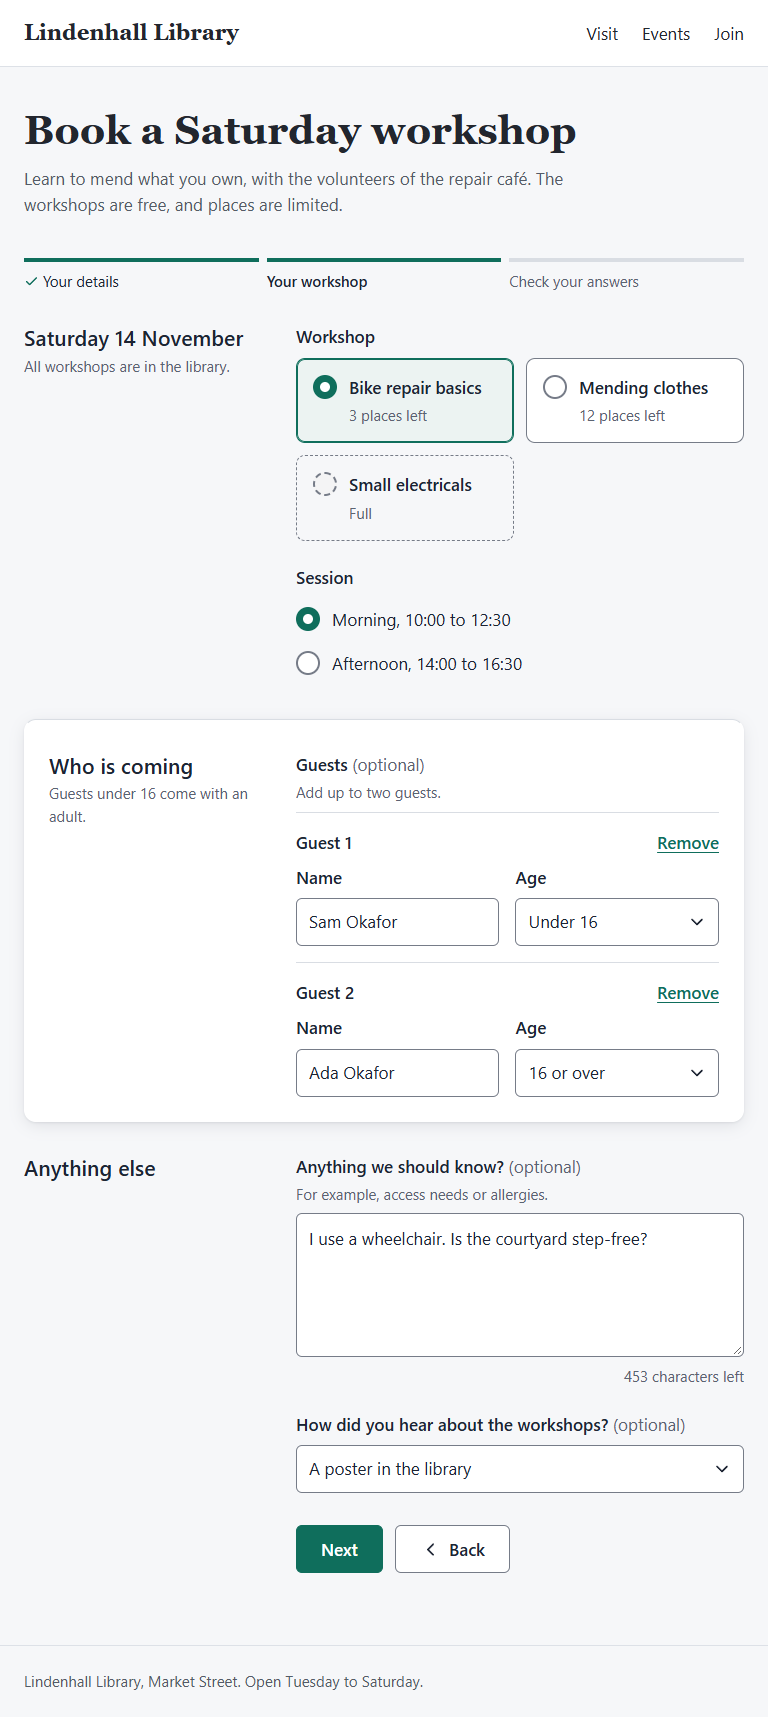 Lindenhall Library
Visit Events Join
Book a Saturday workshop
Learn to mend what you own, with the volunteers of the repair café. The
workshops are free, and places are limited.
Your details
Your workshop
Check your answers
Saturday 14 November
All workshops are in the library.
Workshop
Bike repair basics
3 places left
Mending clothes
12 places left
Small electricals
Full
Session
Morning, 10:00 to 12:30
Afternoon, 14:00 to 16:30
Who is coming
Guests under 16 come with an
adult.
Guests (optional)
Add up to two guests.
Guest 1 Remove
Name Age
Sam Okafor Under 16
Guest 2 Remove
Name Age
Ada Okafor 16 or over
Anything else
Anything we should know? (optional)
For example, access needs or allergies.
I use a wheelchair. Is the courtyard step-free?
453 characters left
How did you hear about the workshops? (optional)
A poster in the library
Next Back
Lindenhall Library, Market Street. Open Tuesday to Saturday.